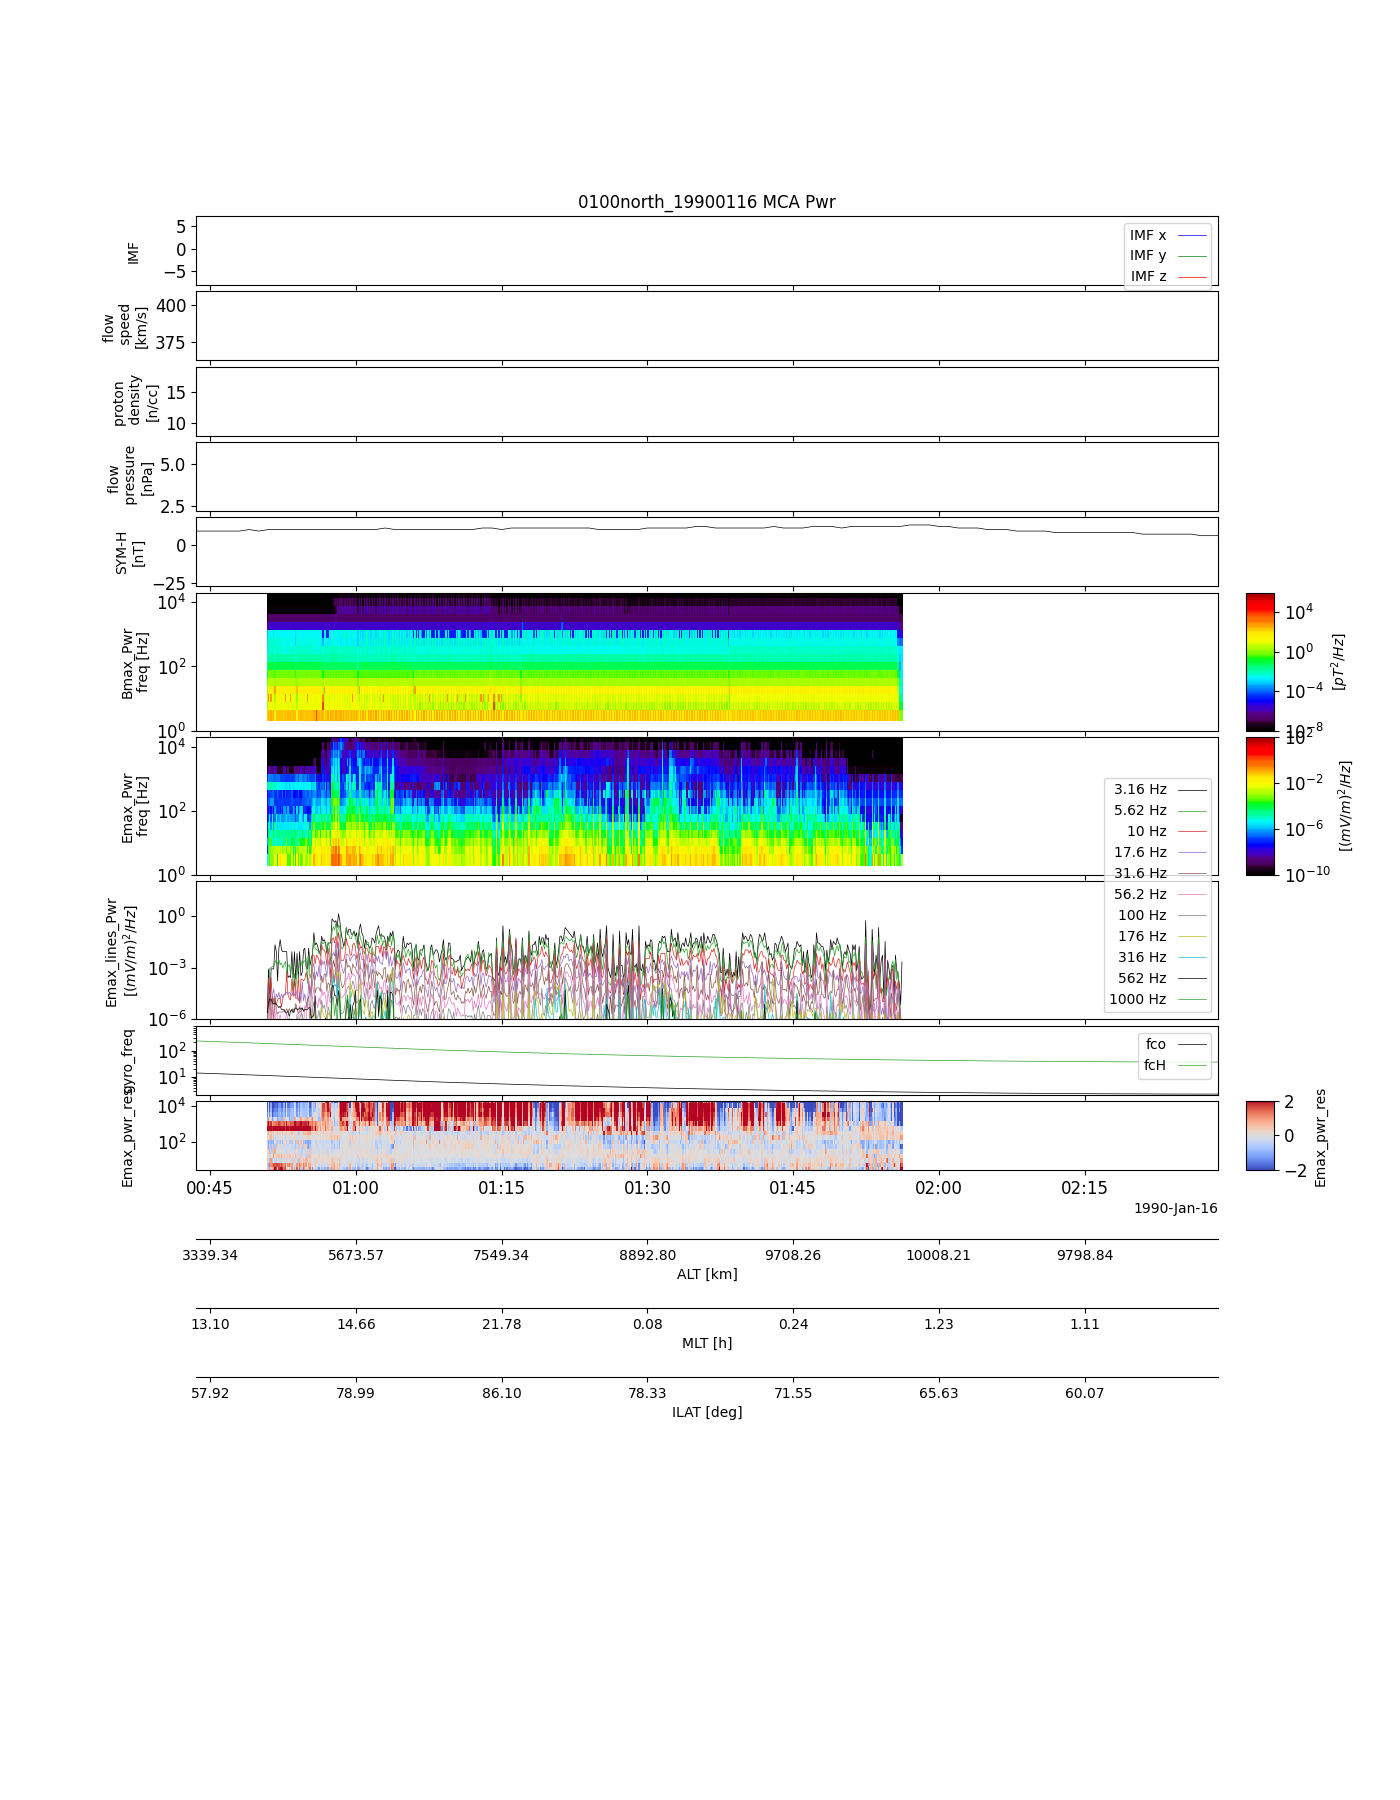 0100north_19900116 MCA Pwr
5
0
−5
IMF
IMF x
IMF y
IMF z
400
375
flow
speed
[km/s]
15
10
proton
density
[n/cc]
5.0
2.5
flow
pressure
[nPa]
0
−25
SYM-H
[nT]
10^4
10^2
10^0
Bmax_Pwr
freq [Hz]
10^4
10^0
10^−4
10^−8
[pT^2/Hz]
10^4
10^2
10^0
Emax_Pwr
freq [Hz]
10^2
10^−2
10^−6
10^−10
[(mV/m)^2/Hz]
3.16 Hz
5.62 Hz
10 Hz
17.6 Hz
31.6 Hz
56.2 Hz
100 Hz
176 Hz
316 Hz
562 Hz
1000 Hz
10^0
10^−3
10^−6
Emax_lines_Pwr
[(mV/m)^2/Hz]
10^2
10^1
gyro_freq
fco
fcH
10^4
10^2
Emax_pwr_res
2
0
−2
Emax_pwr_res
00:45 01:00 01:15 01:30 01:45 02:00 02:15
1990-Jan-16
3339.34 5673.57 7549.34 8892.80 9708.26 10008.21 9798.84
ALT [km]
13.10 14.66 21.78 0.08 0.24 1.23 1.11
MLT [h]
57.92 78.99 86.10 78.33 71.55 65.63 60.07
ILAT [deg]